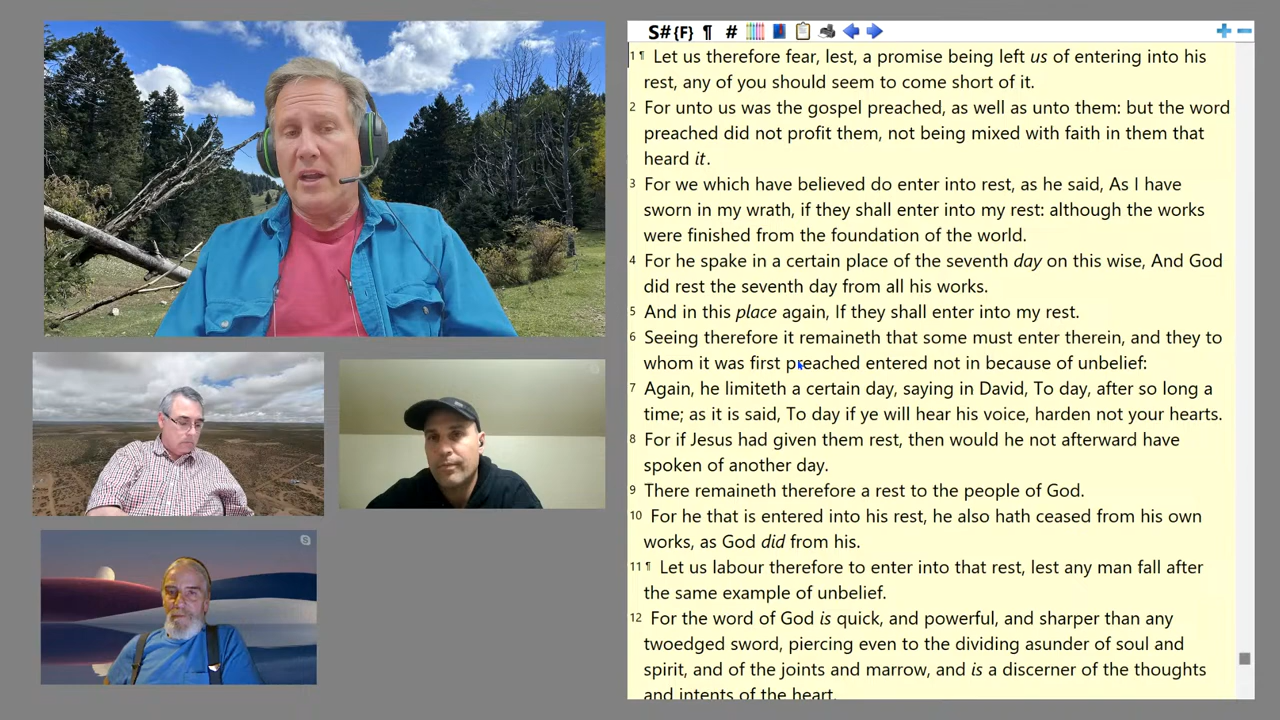 S# {F} ¶ #
1 ¶ Let us therefore fear, lest, a promise being left us of entering into his
rest, any of you should seem to come short of it.
2 For unto us was the gospel preached, as well as unto them: but the word
preached did not profit them, not being mixed with faith in them that
heard it.
3 For we which have believed do enter into rest, as he said, As I have
sworn in my wrath, if they shall enter into my rest: although the works
were finished from the foundation of the world.
4 For he spake in a certain place of the seventh day on this wise, And God
did rest the seventh day from all his works.
5 And in this place again, If they shall enter into my rest.
6 Seeing therefore it remaineth that some must enter therein, and they to
whom it was first preached entered not in because of unbelief:
7 Again, he limiteth a certain day, saying in David, To day, after so long a
time; as it is said, To day if ye will hear his voice, harden not your hearts.
8 For if Jesus had given them rest, then would he not afterward have
spoken of another day.
9 There remaineth therefore a rest to the people of God.
10 For he that is entered into his rest, he also hath ceased from his own
works, as God did from his.
11 ¶ Let us labour therefore to enter into that rest, lest any man fall after
the same example of unbelief.
12 For the word of God is quick, and powerful, and sharper than any
twoedged sword, piercing even to the dividing asunder of soul and
spirit, and of the joints and marrow, and is a discerner of the thoughts
and intents of the heart.